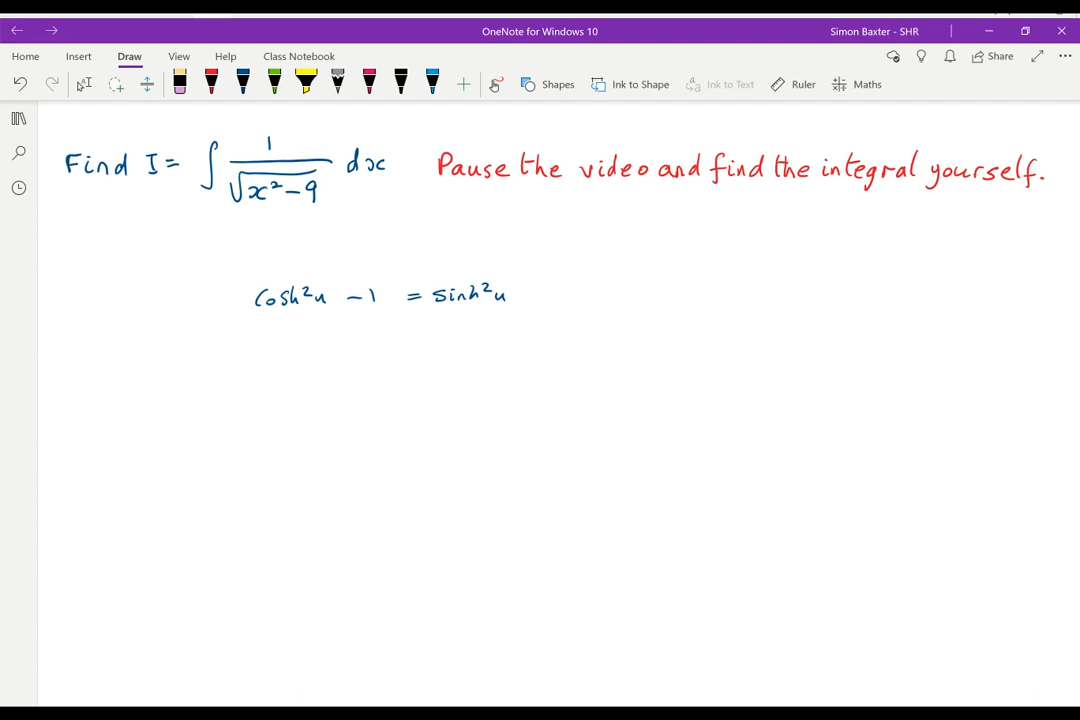 OneNote for Windows 10
Simon Baxter - SHR
Home Insert Draw View Help Class Notebook
Share
Shapes Ink to Shape Ink to Text Ruler Maths
Find I = ∫ 1/√(x²-9) dx Pause the video and find the integral yourself.
cosh²u - 1 = sinh²u